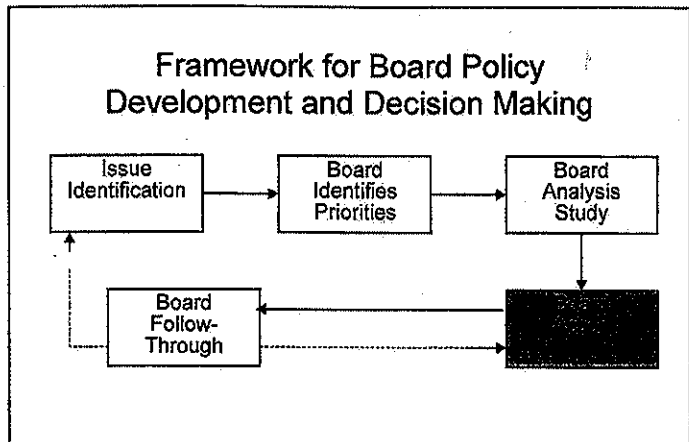 Framework for Board Policy
Development and Decision Making
Issue
Identification
Board
Identifies
Priorities
Board
Analysis
Study
Board
Follow-
Through